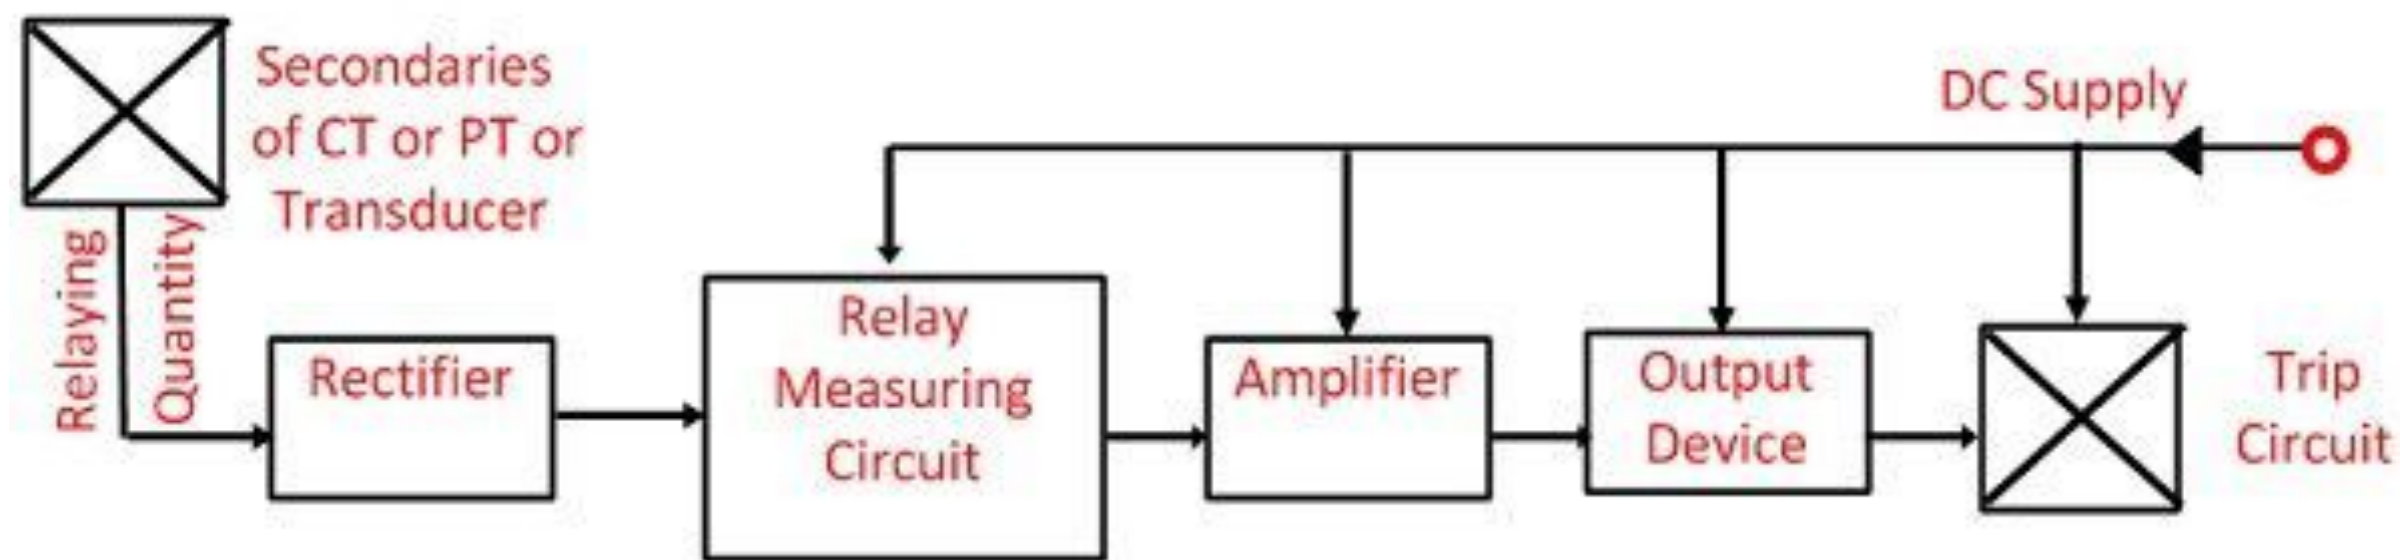 Secondaries
of CT or PT or
Transducer
DC Supply
Relaying
Quantity
Rectifier
Relay
Measuring
Circuit
Amplifier
Output
Device
Trip
Circuit